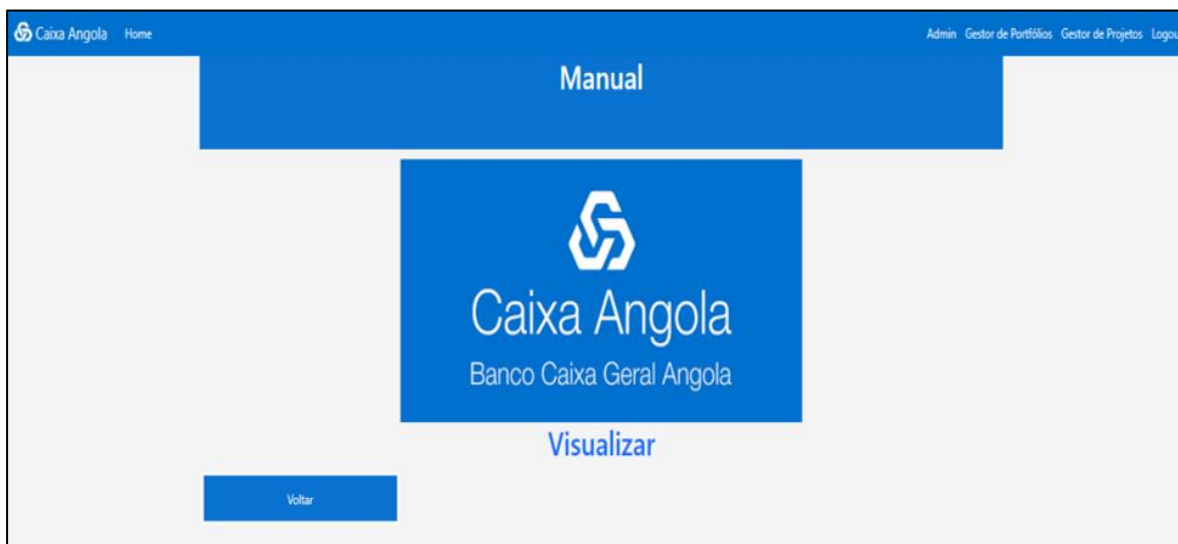 Caixa Angola Home Admin Gestor de Portfólios Gestor de Projetos Logou
Manual
Caixa Angola
Banco Caixa Geral Angola
Visualizar
Voltar